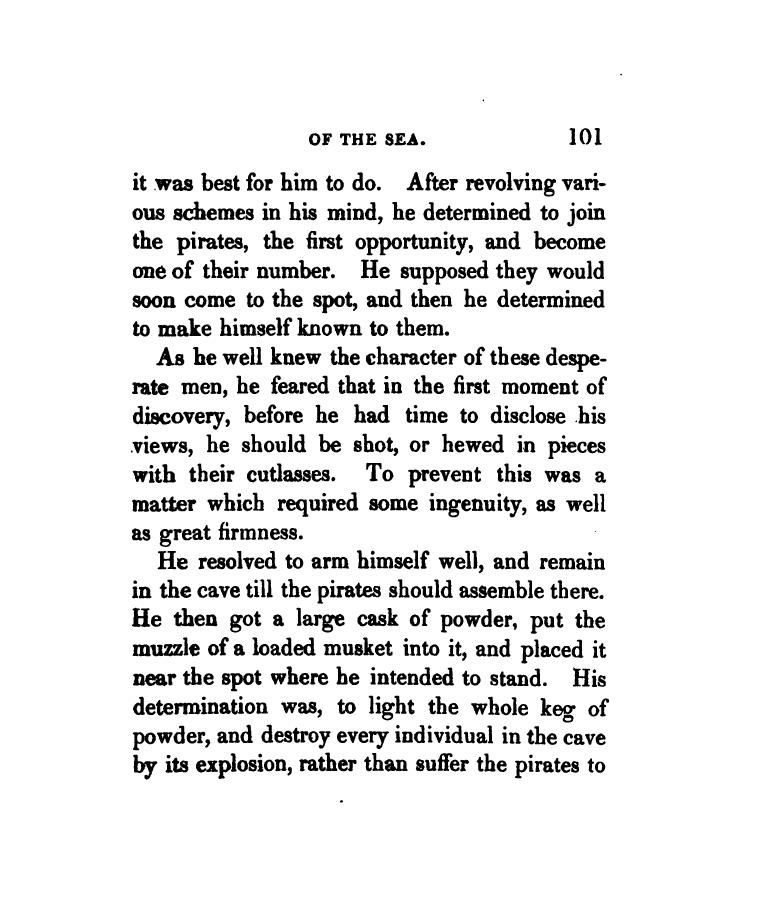 OF THE SEA. 101
it was best for him to do. After revolving vari-
ous schemes in his mind, he determined to join
the pirates, the first opportunity, and become
one of their number. He supposed they would
soon come to the spot, and then he determined
to make himself known to them.
As he well knew the character of these despe-
rate men, he feared that in the first moment of
discovery, before he had time to disclose his
views, he should be shot, or hewed in pieces
with their cutlasses. To prevent this was a
matter which required some ingenuity, as well
as great firmness.
He resolved to arm himself well, and remain
in the cave till the pirates should assemble there.
He then got a large cask of powder, put the
muzzle of a loaded musket into it, and placed it
near the spot where he intended to stand. His
determination was, to light the whole keg of
powder, and destroy every individual in the cave
by its explosion, rather than suffer the pirates to